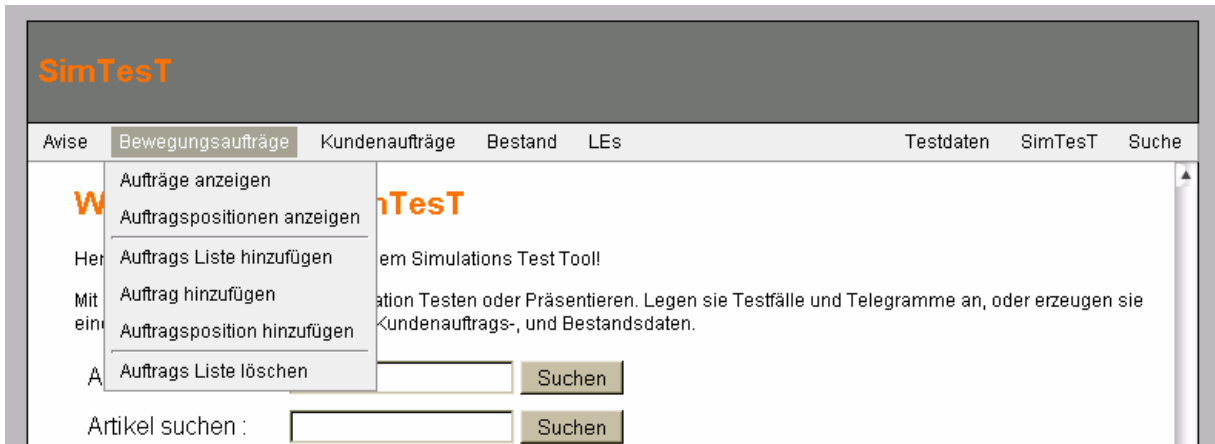 SimTesT
Avise Bewegungsaufträge Kundenaufträge Bestand LEs Testdaten SimTesT Suche
Aufträge anzeigen
Auftragspositionen anzeigen
Auftrags Liste hinzufügen
Auftrag hinzufügen
Auftragsposition hinzufügen
Auftrags Liste löschen
W mTesT
Her em Simulations Test Tool!
Mit ation Testen oder Präsentieren. Legen sie Testfälle und Telegramme an, oder erzeugen sie
eine Kundenauftrags-, und Bestandsdaten.
A Suchen
Artikel suchen : Suchen